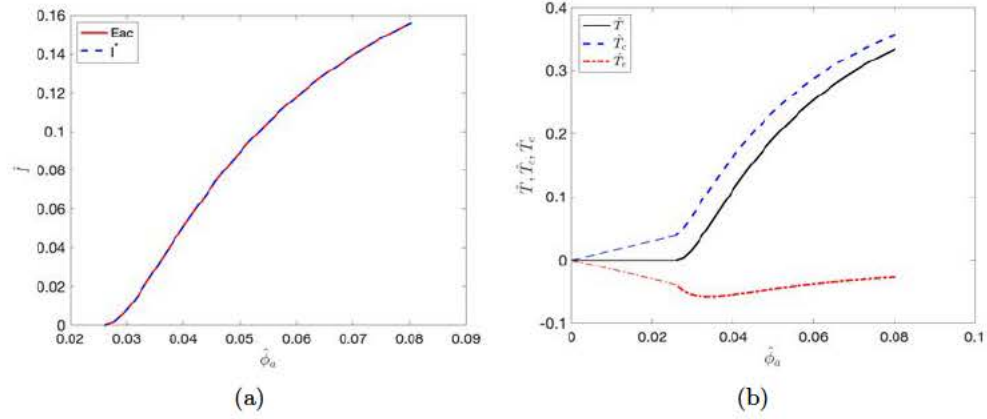 0.16
0.14
0.12
0.1
0.08
0.06
0.04
0.02
0
Eac
I*
Î
0.02 0.03 0.04 0.05 0.06 0.07 0.08 0.09
ϕ̂ₐ
(a)
0.4
0.3
0.2
0.1
0
-0.1
T̂
T̂c
T̂e
T̂, T̂c, T̂e
0 0.02 0.04 0.06 0.08 0.1
ϕ̂ₐ
(b)